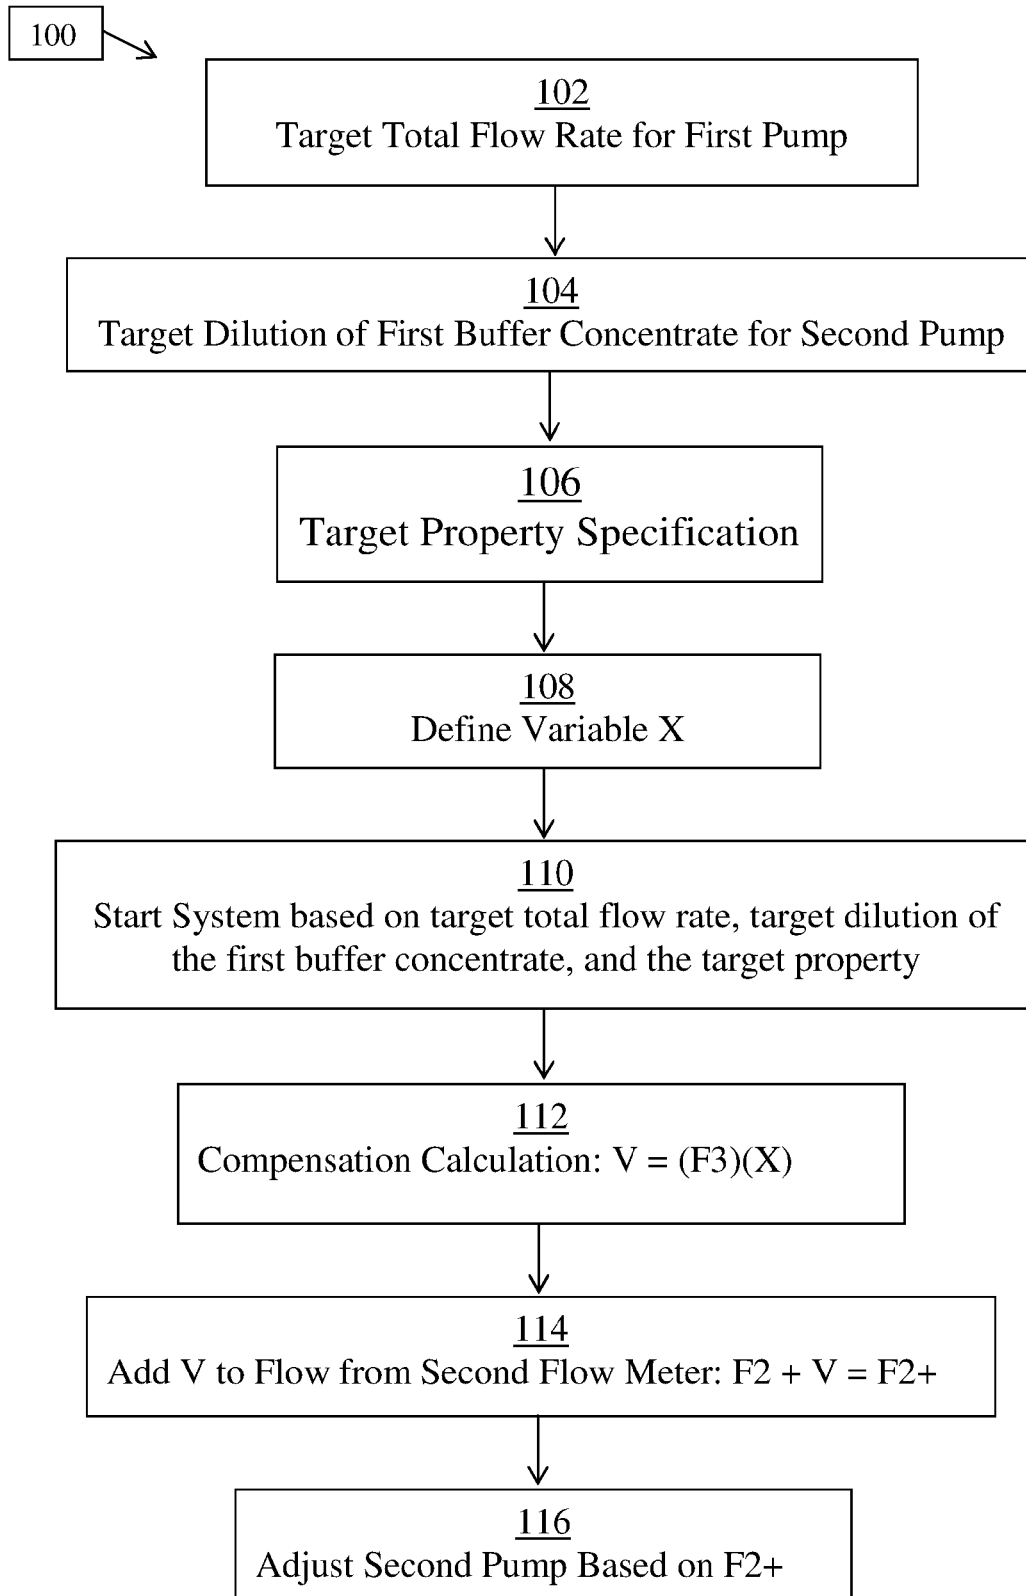 100
102
Target Total Flow Rate for First Pump
104
Target Dilution of First Buffer Concentrate for Second Pump
106
Target Property Specification
108
Define Variable X
110
Start System based on target total flow rate, target dilution of
the first buffer concentrate, and the target property
112
Compensation Calculation: V = (F3)(X)
114
Add V to Flow from Second Flow Meter: F2 + V = F2+
116
Adjust Second Pump Based on F2+